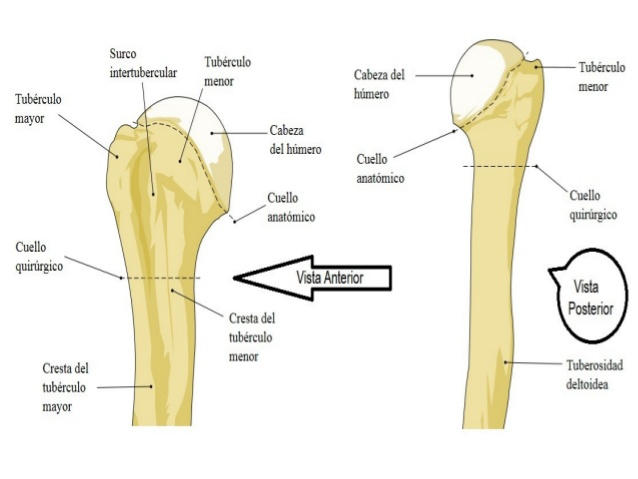 Surco
intertubercular
Tubérculo
menor
Tubérculo
mayor
Cabeza
del húmero
Cuello
anatómico
Cuello
quirúrgico
Vista Anterior
Cresta del
tubérculo
menor
Cresta del
tubérculo
mayor
Cabeza del
húmero
Tubérculo
menor
Cuello
anatómico
Cuello
quirúrgico
Vista
Posterior
Tuberosidad
deltoidea